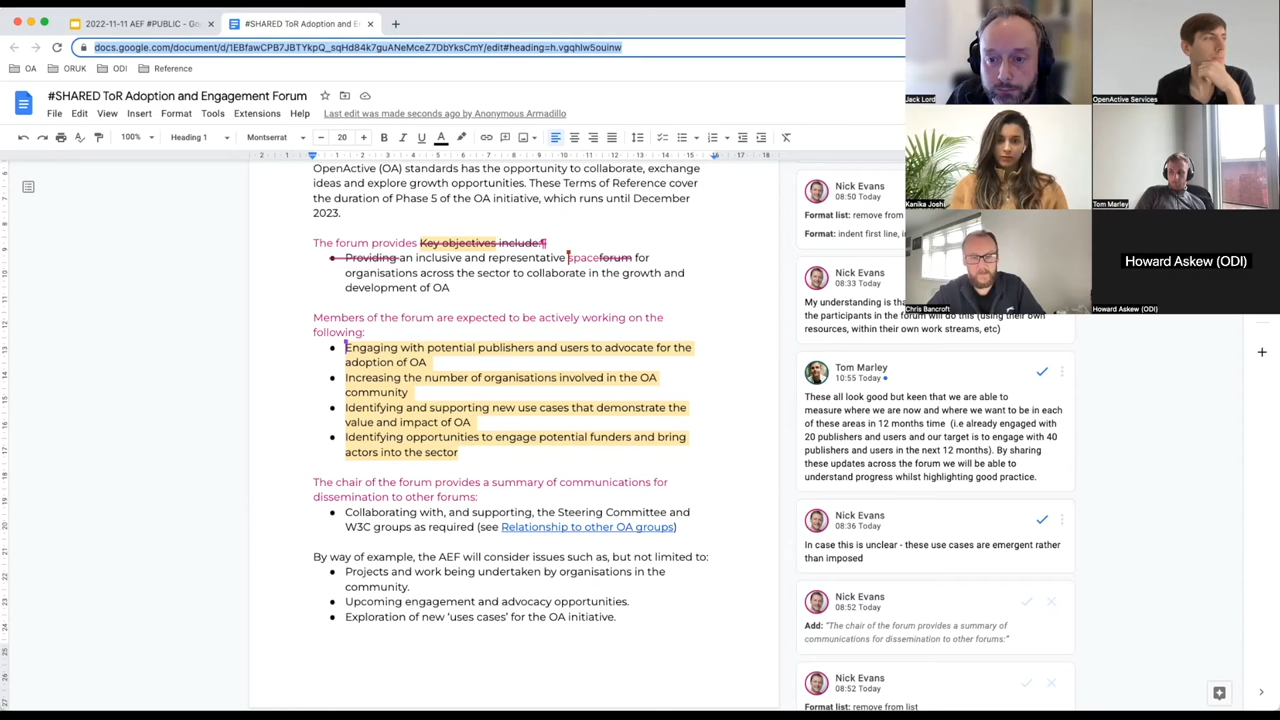 2022-11-11 AEF #PUBLIC - Go
#SHARED ToR Adoption and E
docs.google.com/document/d/1EBfawCPB7JBTYkpQ_sqHd84k7guANeMceZ7DbYksCmY/edit#heading=h.vgqhlw5ouinw
OA
ORUK
ODI
Reference
#SHARED ToR Adoption and Engagement Forum
File Edit View Insert Format Tools Extensions Help Last edit was made seconds ago by Anonymous Armadillo
100% Heading 1 Montserrat 20
OpenActive (OA) standards has the opportunity to collaborate, exchange
ideas and explore growth opportunities. These Terms of Reference cover
the duration of Phase 5 of the OA initiative, which runs until December
2023.
The forum provides Key objectives include:¶
● Providing an inclusive and representative spaceforum for
organisations across the sector to collaborate in the growth and
development of OA
Members of the forum are expected to be actively working on the
following:
● Engaging with potential publishers and users to advocate for the
adoption of OA
● Increasing the number of organisations involved in the OA
community
● Identifying and supporting new use cases that demonstrate the
value and impact of OA
● Identifying opportunities to engage potential funders and bring
actors into the sector
The chair of the forum provides a summary of communications for
dissemination to other forums:
● Collaborating with, and supporting, the Steering Committee and
W3C groups as required (see Relationship to other OA groups)
By way of example, the AEF will consider issues such as, but not limited to:
● Projects and work being undertaken by organisations in the
community.
● Upcoming engagement and advocacy opportunities.
● Exploration of new ‘uses cases’ for the OA initiative.
Nick Evans
08:50 Today
Format list: remove from
Format: indent first line, in
Nick Evans
08:33 Today
My understanding is tha
the participants in the forum will do this (using their own
resources, within their own work streams, etc)
Tom Marley
10:55 Today
These all look good but keen that we are able to
measure where we are now and where we want to be in each
of these areas in 12 months time (i.e already engaged with
20 publishers and users and our target is to engage with 40
publishers and users in the next 12 months). By sharing
these updates across the forum we will be able to
understand progress whilst highlighting good practice.
Nick Evans
08:36 Today
In case this is unclear - these use cases are emergent rather
than imposed
Nick Evans
08:52 Today
Add: “The chair of the forum provides a summary of
communications for dissemination to other forums:”
Nick Evans
08:52 Today
Format list: remove from list
Jack Lord
OpenActive Services
Kanika Joshi
Tom Marley
Chris Bancroft
Howard Askew (ODI)
Howard Askew (ODI)